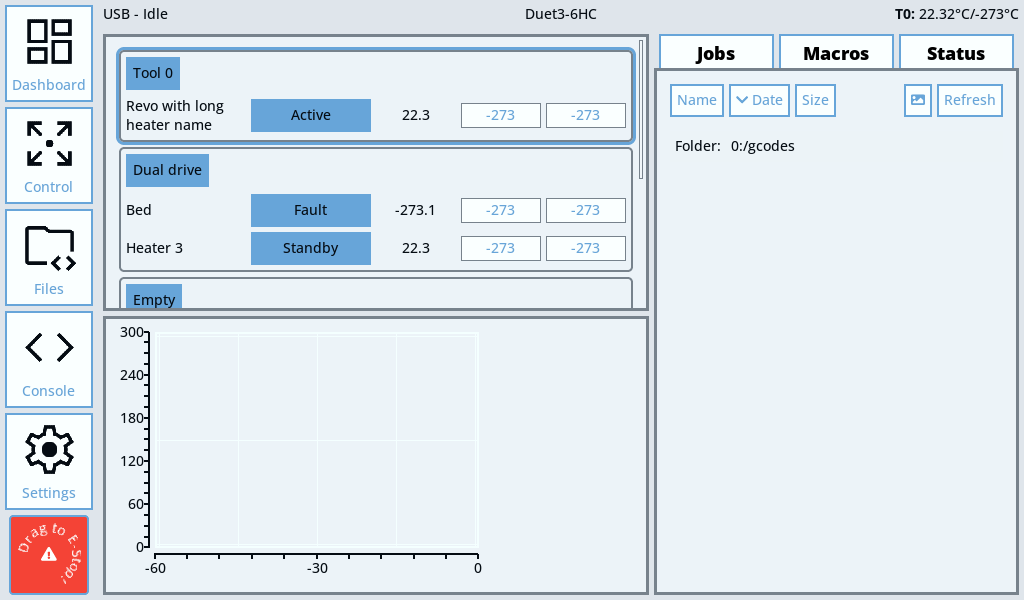 USB - Idle
Duet3-6HC
T0: 22.32°C/-273°C
Dashboard
Control
Files
Console
Settings
Drag to E-Stop!
Tool 0
Revo with long
heater name
Active
22.3
-273
-273
Dual drive
Bed
Fault
-273.1
-273
-273
Heater 3
Standby
22.3
-273
-273
Empty
300
240
180
120
60
0
-60
-30
0
Jobs
Macros
Status
Name
Date
Size
Refresh
Folder: 0:/gcodes